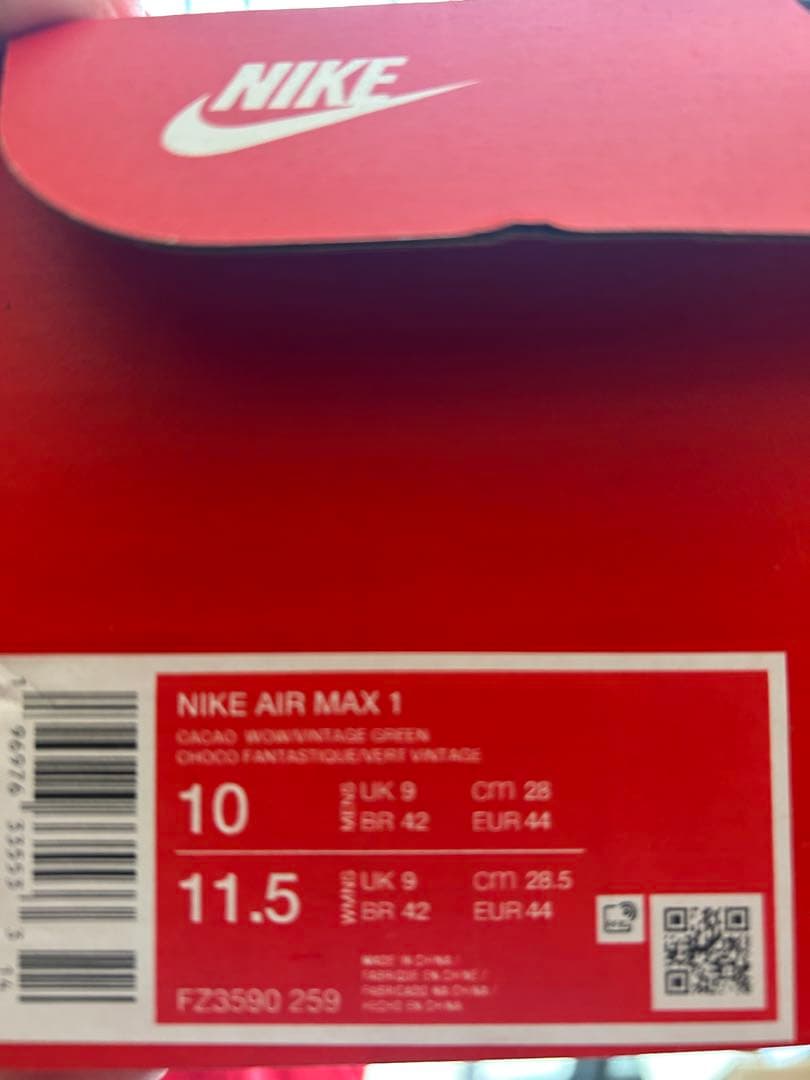 NIKE
NIKE AIR MAX 1
CACAO WOW/VINTAGE GREEN
CHOCO FANTASTIQUE/VERT VINTAGE
10
MENS
UK 9 cm 28
BR 42 EUR 44
11.5
WMNS
UK 9 cm 28.5
BR 42 EUR 44
FZ3590 259
MADE IN CHINA /
FABRIQUE EN CHINE /
FABRICADO NA CHINA /
HECHO EN CHINA